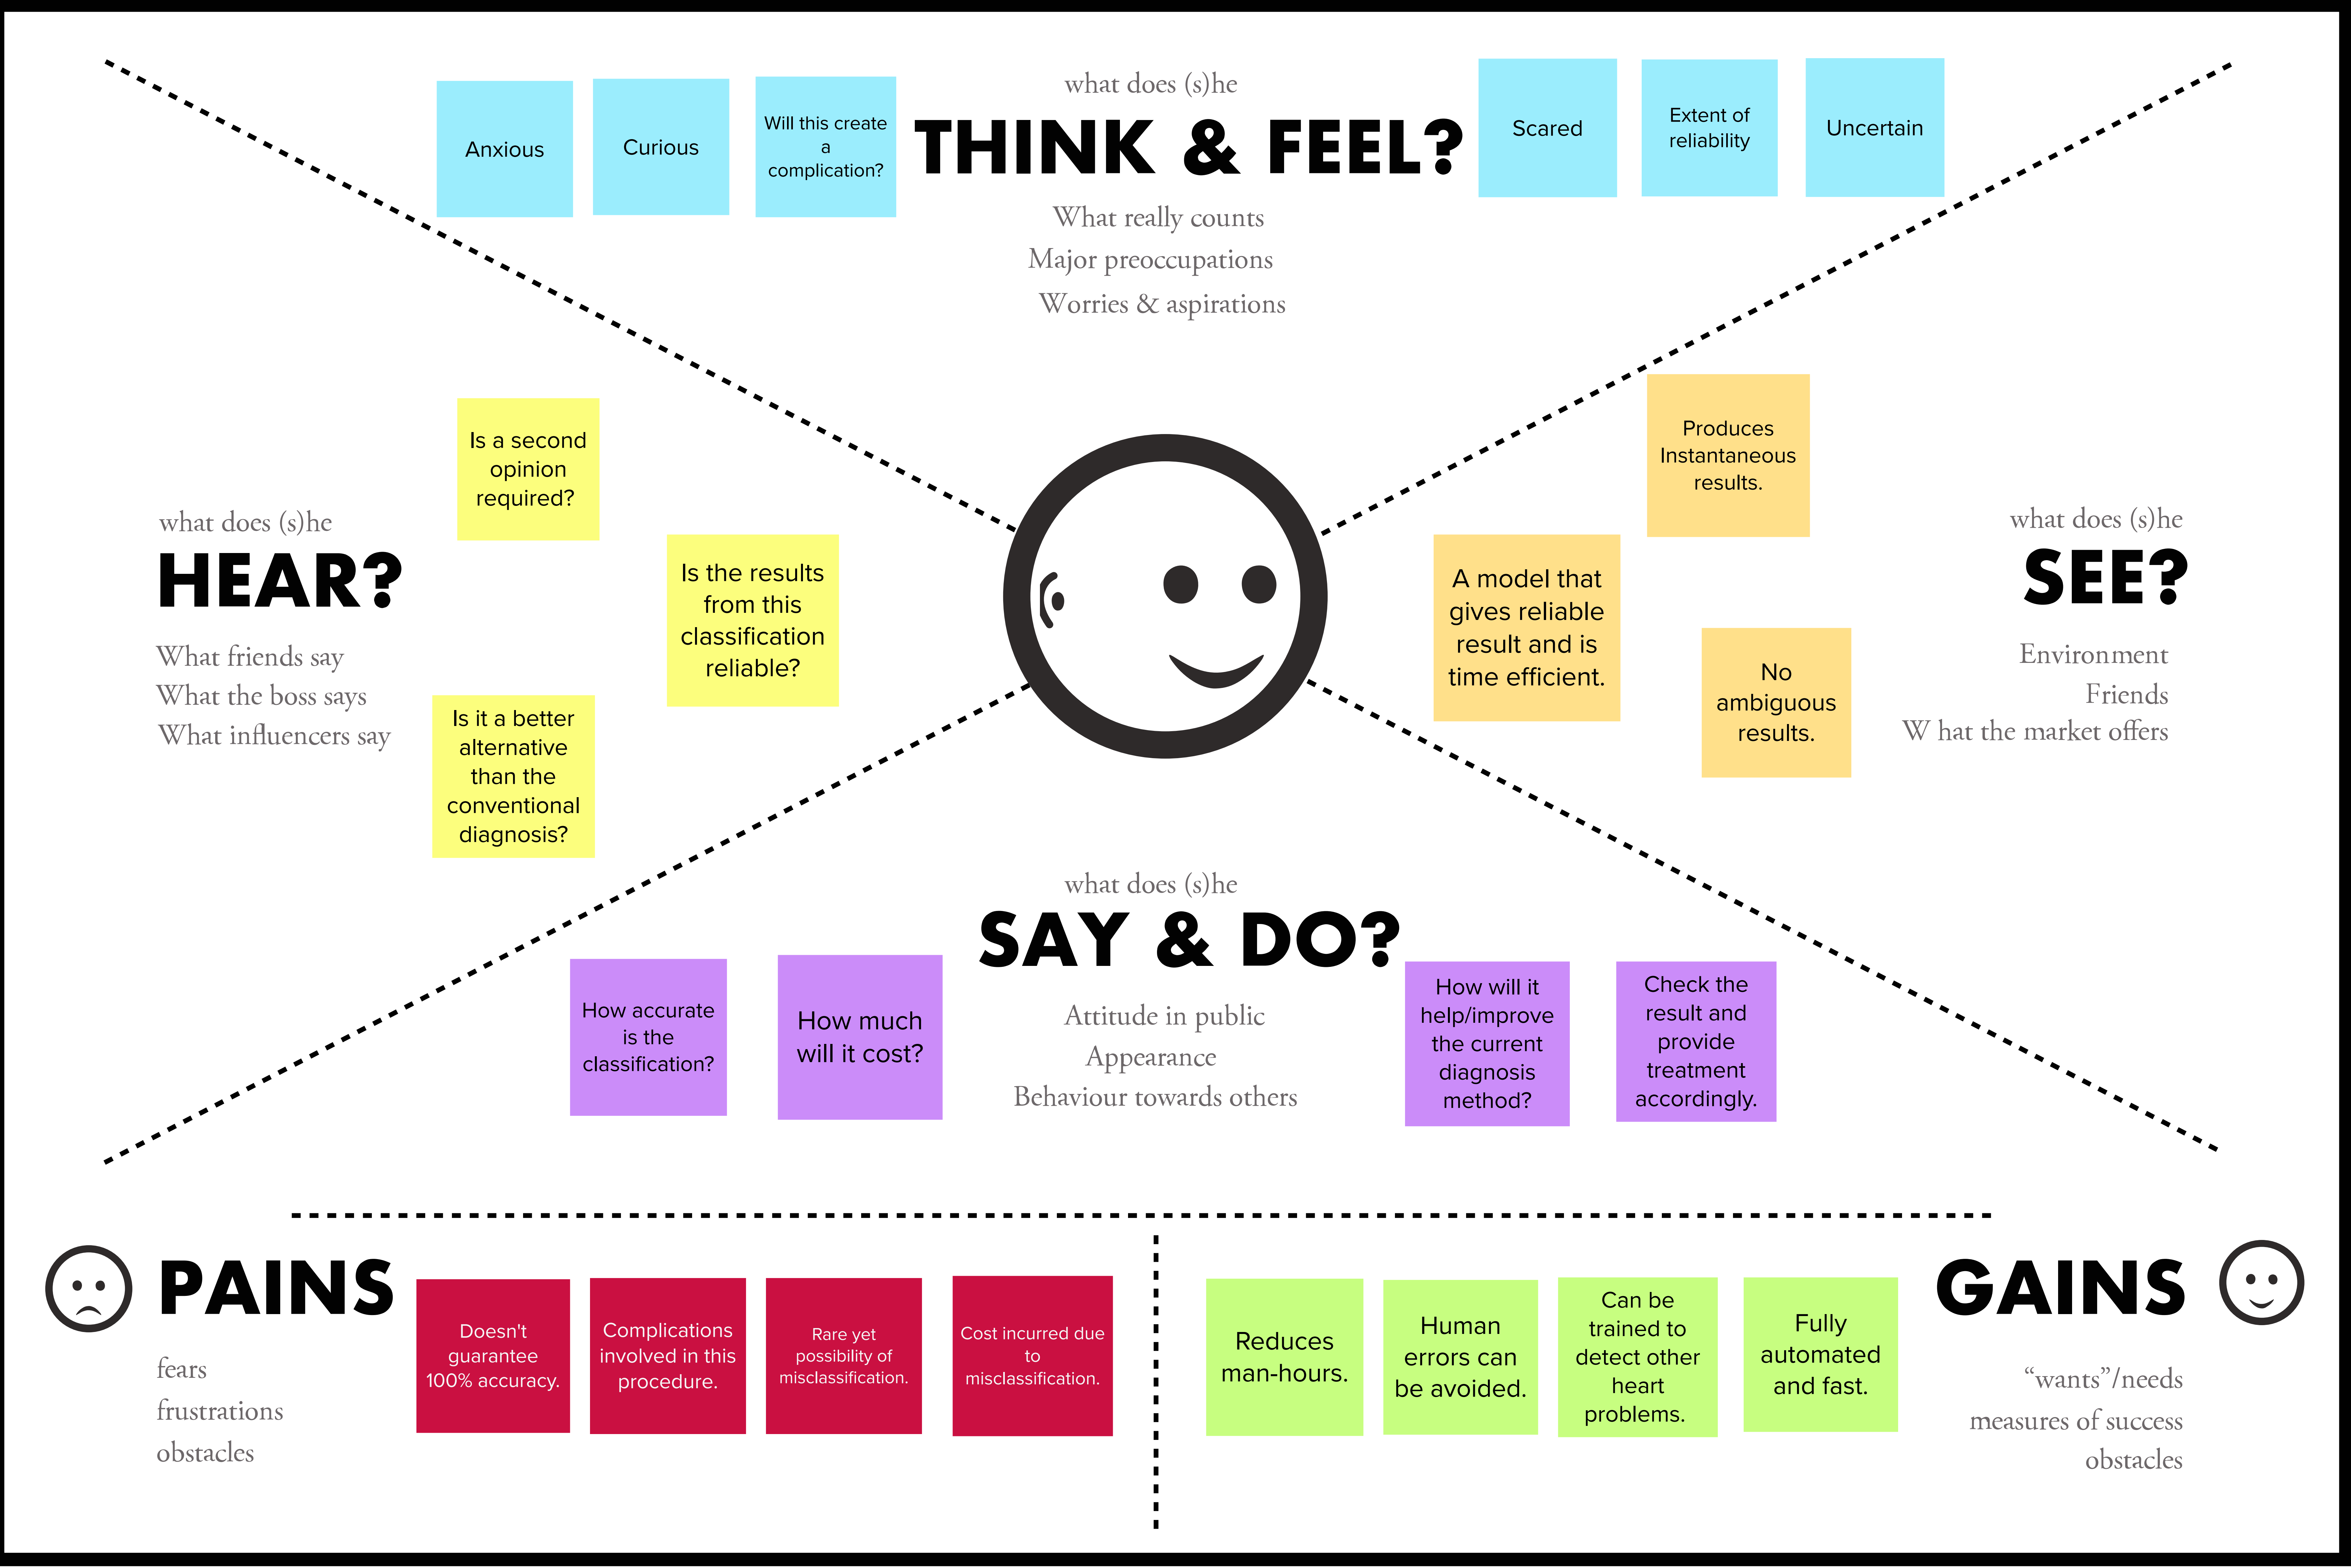 what does (s)he
THINK & FEEL?
What really counts
Major preoccupations
Worries & aspirations
Anxious
Curious
Will this create
a
complication?
Scared
Extent of
reliability
Uncertain
what does (s)he
HEAR?
What friends say
What the boss says
What influencers say
Is a second
opinion
required?
Is the results
from this
classification
reliable?
Is it a better
alternative
than the
conventional
diagnosis?
what does (s)he
SEE?
Environment
Friends
W hat the market offers
Produces
Instantaneous
results.
A model that
gives reliable
result and is
time efficient.
No
ambiguous
results.
what does (s)he
SAY & DO?
Attitude in public
Appearance
Behaviour towards others
How accurate
is the
classification?
How much
will it cost?
How will it
help/improve
the current
diagnosis
method?
Check the
result and
provide
treatment
accordingly.
PAINS
fears
frustrations
obstacles
Doesn't
guarantee
100% accuracy.
Complications
involved in this
procedure.
Rare yet
possibility of
misclassification.
Cost incurred due
to
misclassification.
GAINS
“wants”/needs
measures of success
obstacles
Reduces
man-hours.
Human
errors can
be avoided.
Can be
trained to
detect other
heart
problems.
Fully
automated
and fast.